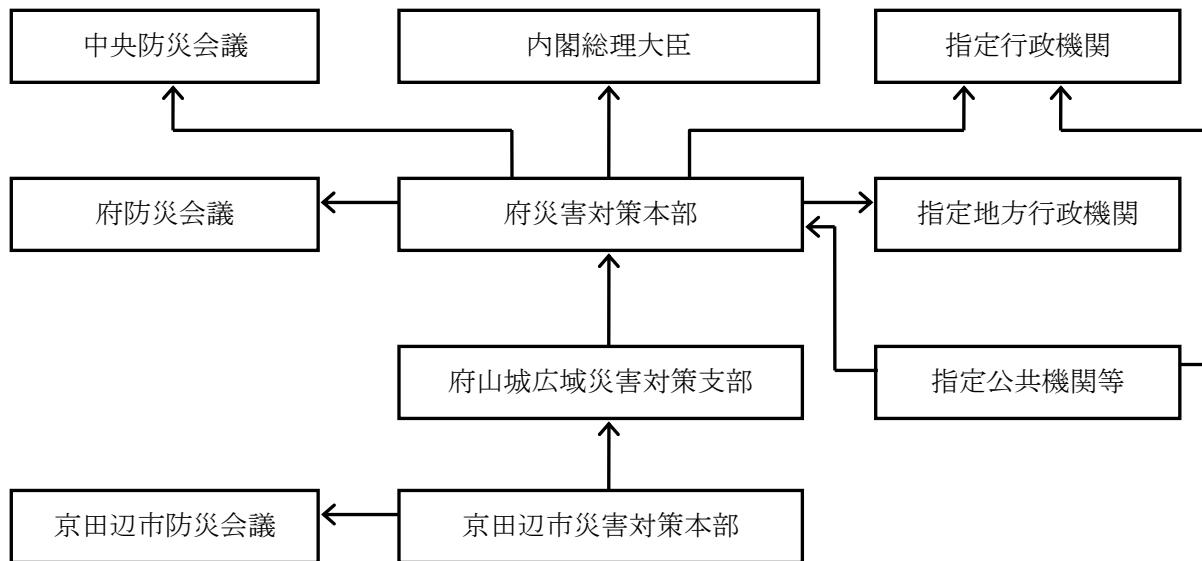 中央防災会議
内閣総理大臣
指定行政機関
府防災会議
府災害対策本部
指定地方行政機関
府山城広域災害対策支部
指定公共機関等
京田辺市防災会議
京田辺市災害対策本部